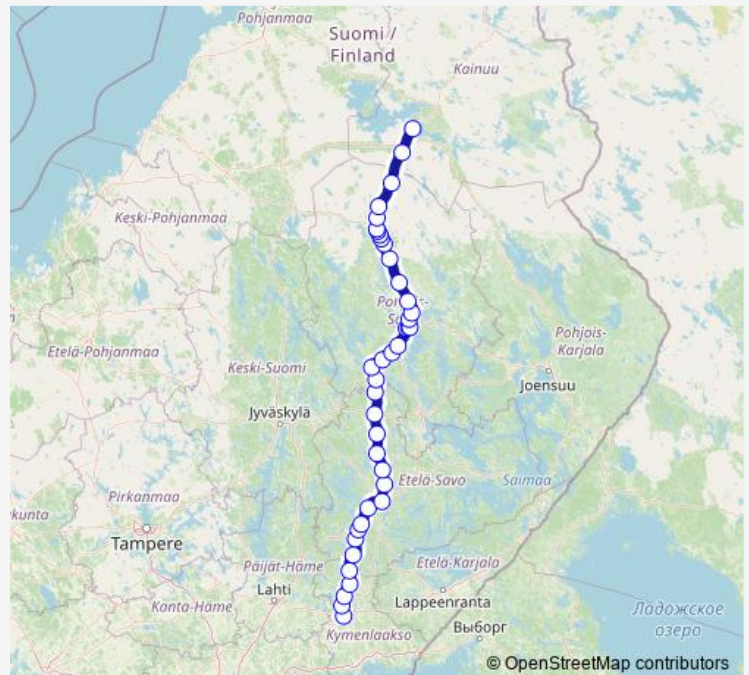 Pohjanmaa
Suomi /
Finland
Kainuu
Keski-Pohjanmaa
Etelä-Pohjanmaa
Keski-Suomi
Pohjois-
Karjala
Joensuu
Jyväskylä
Pirkanmaa
Etelä-Savo
Saimaa
Tampere
Päijät-Häme
Etelä-Karjala
Lahti
Kanta-Häme
Lappeenranta
Ладожское
озеро
Выборг
Kymenlaakso
© OpenStreetMap contributors